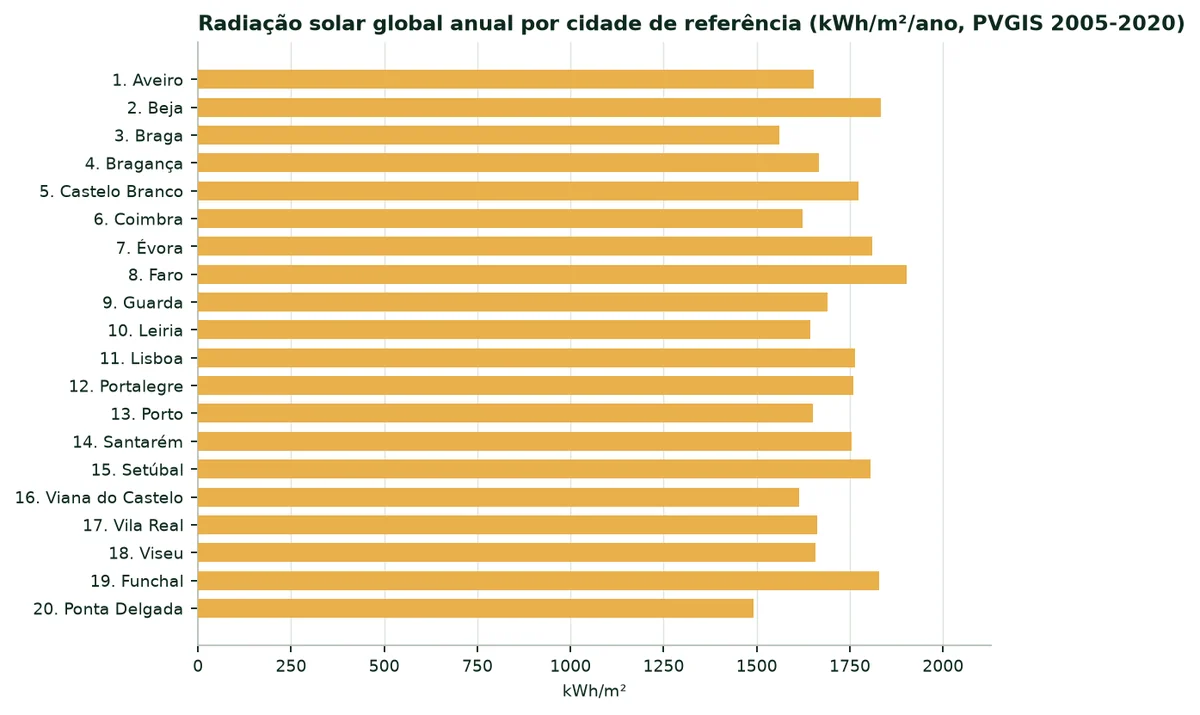 Radiação solar global anual por cidade de referência (kWh/m²/ano, PVGIS 2005-2020)
1. Aveiro
2. Beja
3. Braga
4. Bragança
5. Castelo Branco
6. Coimbra
7. Évora
8. Faro
9. Guarda
10. Leiria
11. Lisboa
12. Portalegre
13. Porto
14. Santarém
15. Setúbal
16. Viana do Castelo
17. Vila Real
18. Viseu
19. Funchal
20. Ponta Delgada
0 250 500 750 1000 1250 1500 1750 2000
kWh/m²